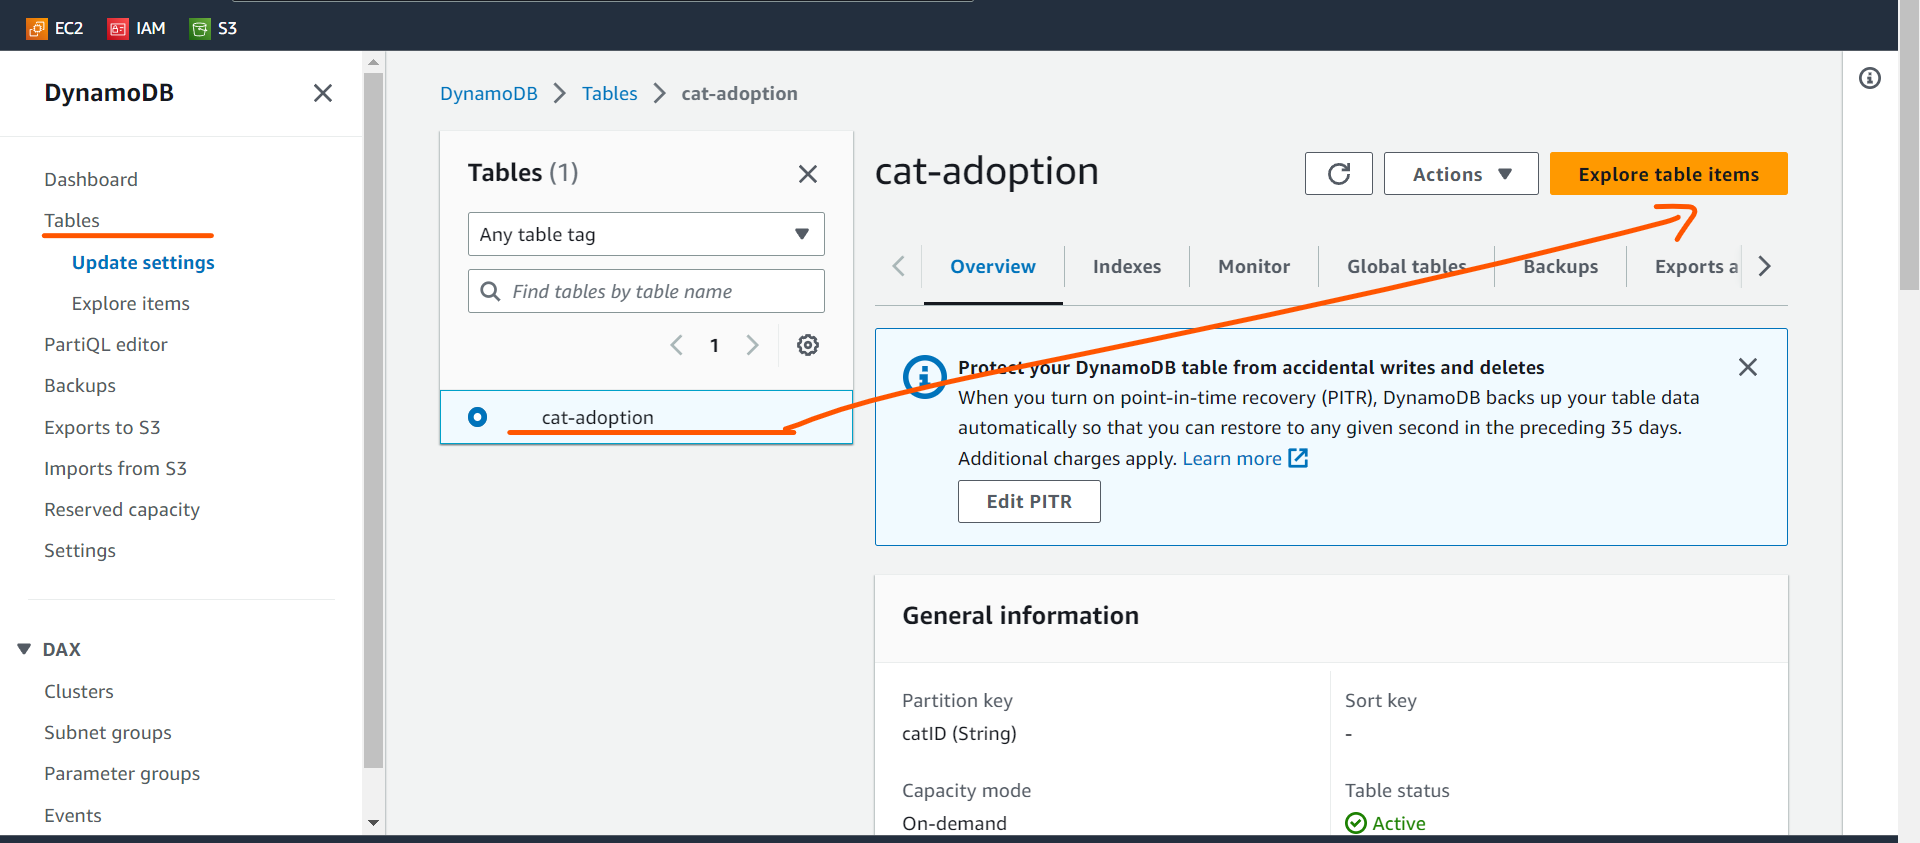 EC2 IAM S3
DynamoDB
Dashboard
Tables
Update settings
Explore items
PartiQL editor
Backups
Exports to S3
Imports from S3
Reserved capacity
Settings
DAX
Clusters
Subnet groups
Parameter groups
Events
DynamoDB Tables cat-adoption
Tables (1)
Any table tag
Find tables by table name
1
cat-adoption
cat-adoption
Actions
Explore table items
Overview Indexes Monitor Global tables Backups Exports a
Protect your DynamoDB table from accidental writes and deletes
When you turn on point-in-time recovery (PITR), DynamoDB backs up your table data
automatically so that you can restore to any given second in the preceding 35 days.
Additional charges apply. Learn more
Edit PITR
General information
Partition key
catID (String)
Sort key
-
Capacity mode
On-demand
Table status
Active